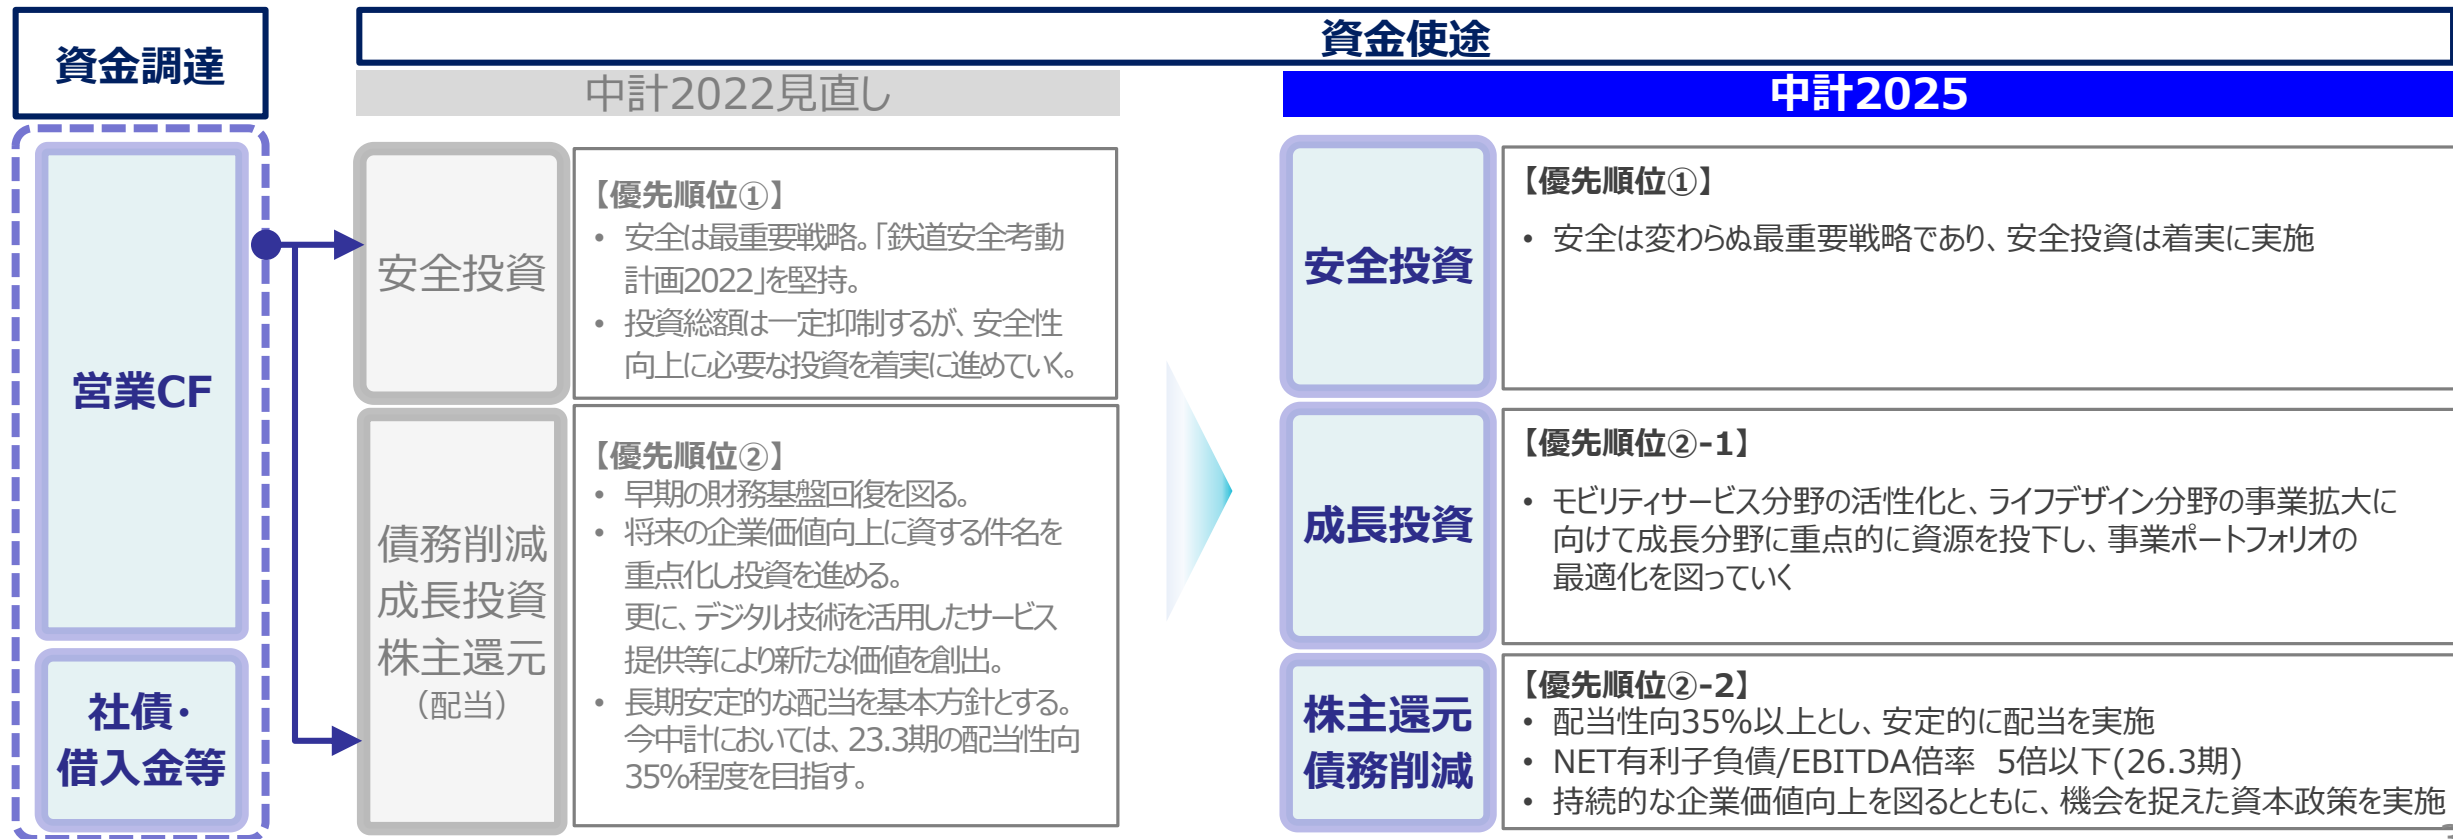 資金調達
資金使途
中計2022見直し
中計2025
営業CF
社債・
借入金等
安全投資
【優先順位①】
• 安全は最重要戦略。「鉄道安全考動
計画2022」を堅持。
• 投資総額は一定抑制するが、安全性
向上に必要な投資を着実に進めていく。
債務削減
成長投資
株主還元
（配当）
【優先順位②】
• 早期の財務基盤回復を図る。
• 将来の企業価値向上に資する件名を
重点化し投資を進める。
更に、デジタル技術を活用したサービス
提供等により新たな価値を創出。
• 長期安定的な配当を基本方針とする。
今中計においては、23.3期の配当性向
35%程度を目指す。
安全投資
【優先順位①】
• 安全は変わらぬ最重要戦略であり、安全投資は着実に実施
成長投資
【優先順位②-1】
• モビリティサービス分野の活性化と、ライフデザイン分野の事業拡大に
向けて成長分野に重点的に資源を投下し、事業ポートフォリオの
最適化を図っていく
株主還元
債務削減
【優先順位②-2】
• 配当性向35%以上とし、安定的に配当を実施
• NET有利子負債/EBITDA倍率 5倍以下(26.3期)
• 持続的な企業価値向上を図るとともに、機会を捉えた資本政策を実施